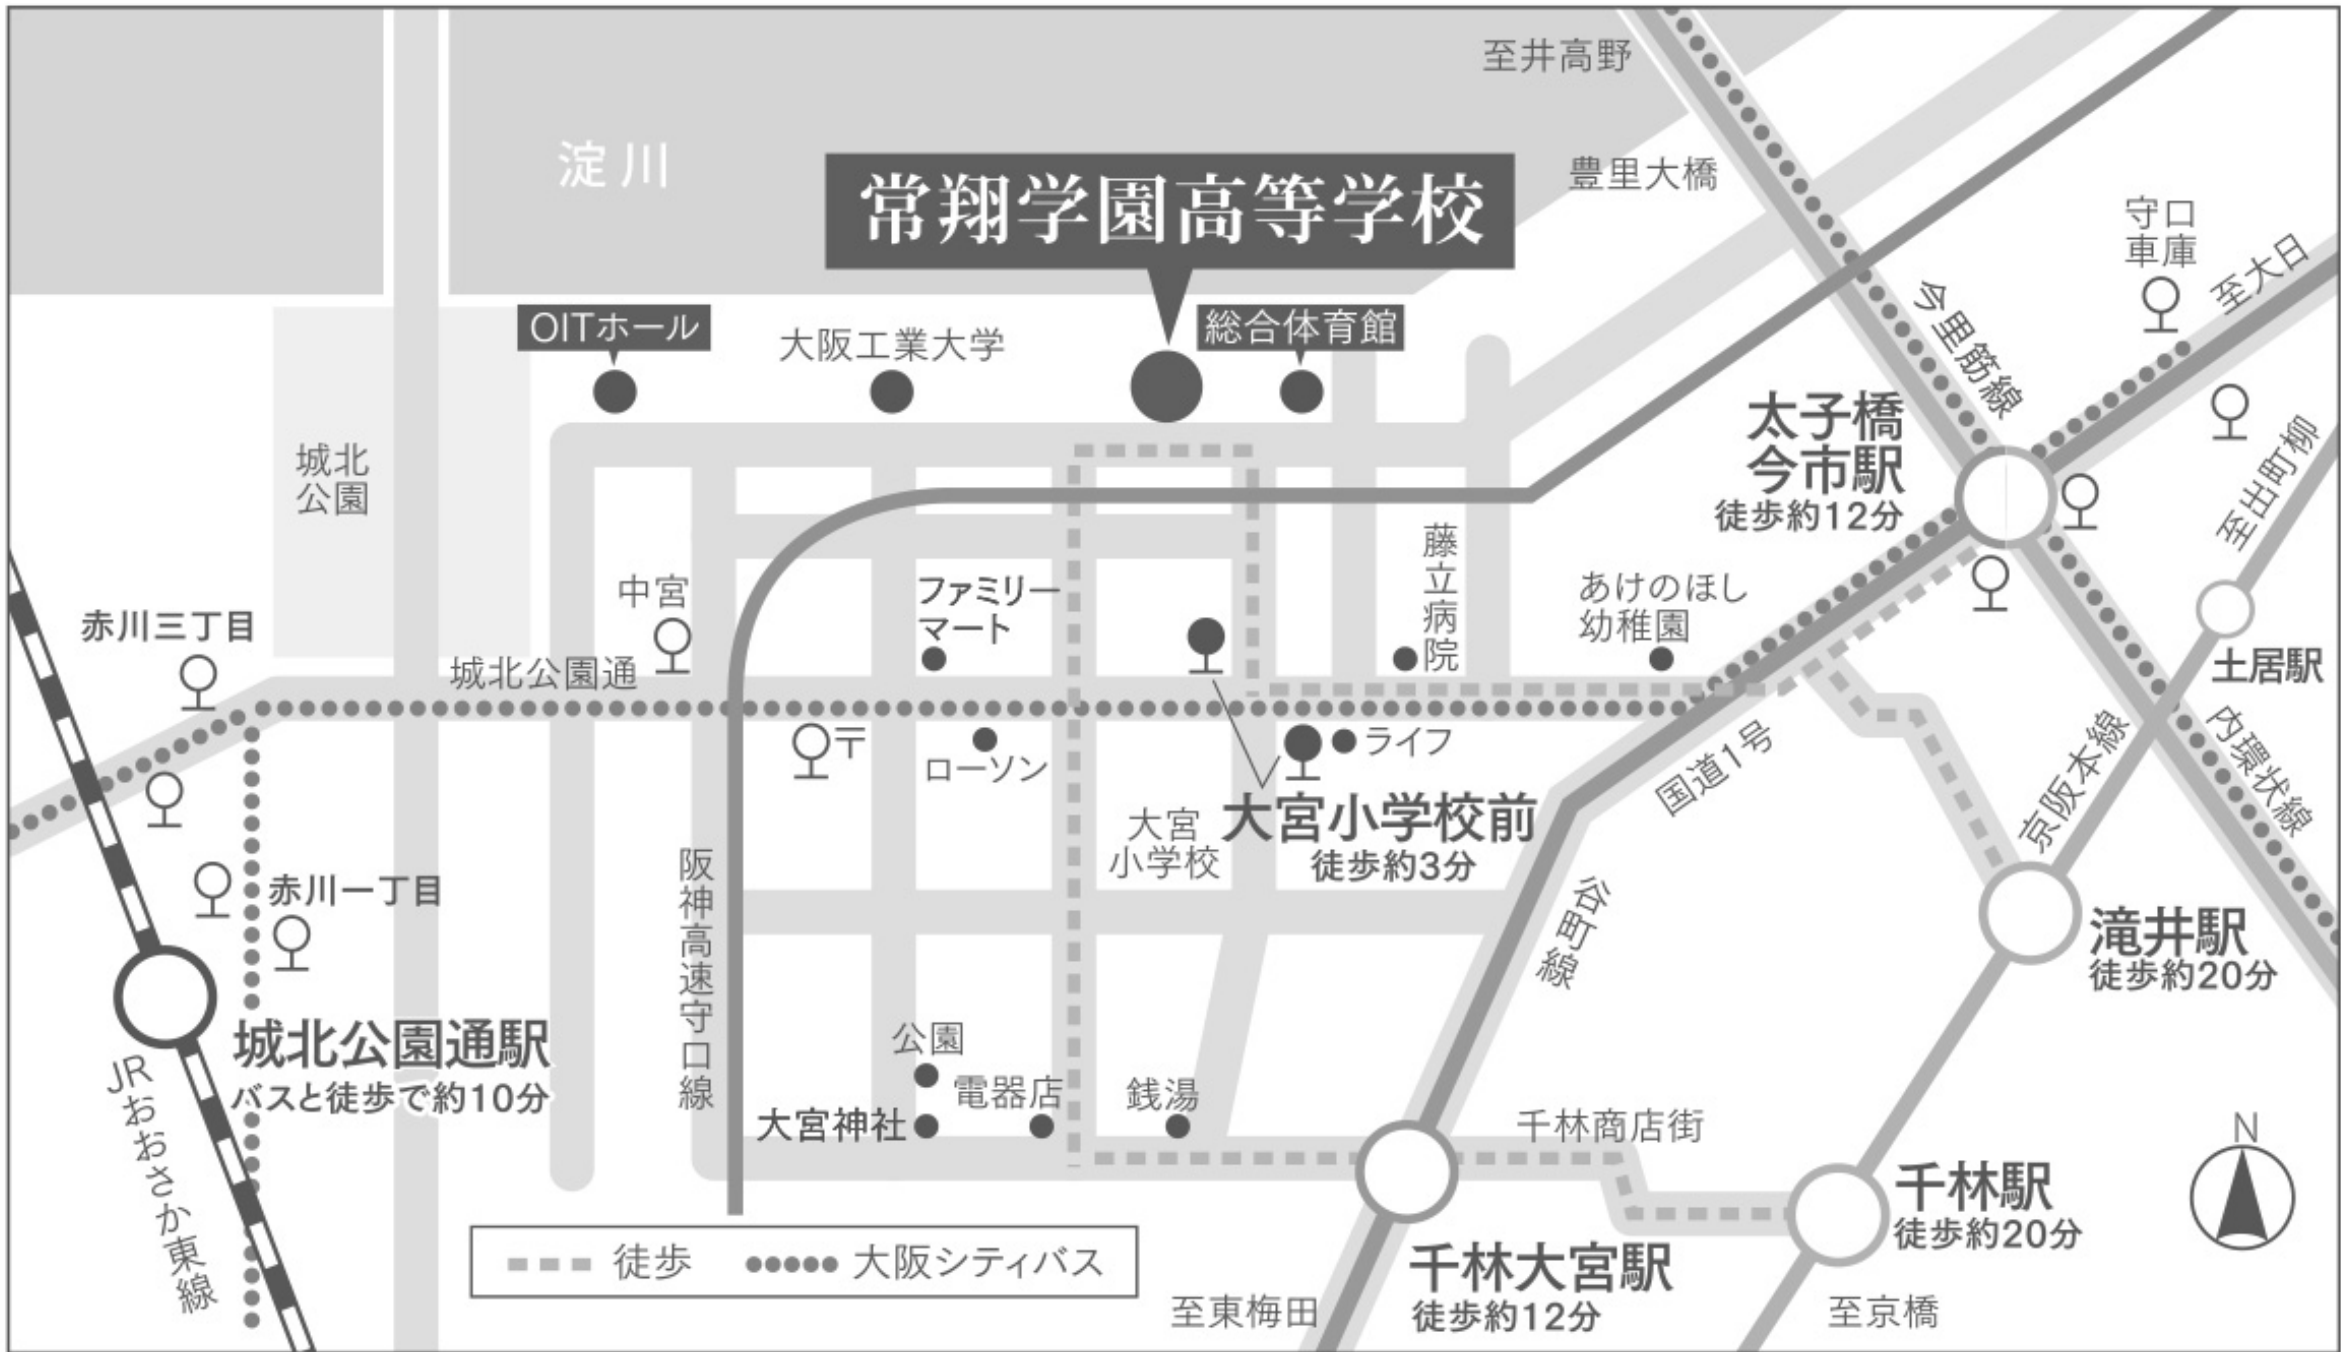 至井高野
淀川
常翔学園高等学校
豊里大橋
守口
車庫
至大日
今里筋線
OITホール
大阪工業大学
総合体育館
太子橋
今市駅
徒歩約12分
至出町柳
城北
公園
中宮
ファミリー
マート
藤立病院
あけのほし
幼稚園
赤川三丁目
城北公園通
土居駅
〒
ローソン
ライフ
国道1号
京阪本線
内環状線
大宮
小学校
大宮小学校前
徒歩約3分
赤川一丁目
阪神高速守口線
谷町線
滝井駅
徒歩約20分
城北公園通駅
バスと徒歩で約10分
JRおおさか東線
公園
電器店
銭湯
大宮神社
千林商店街
千林駅
徒歩約20分
N
徒歩
大阪シティバス
千林大宮駅
徒歩約12分
至東梅田
至京橋